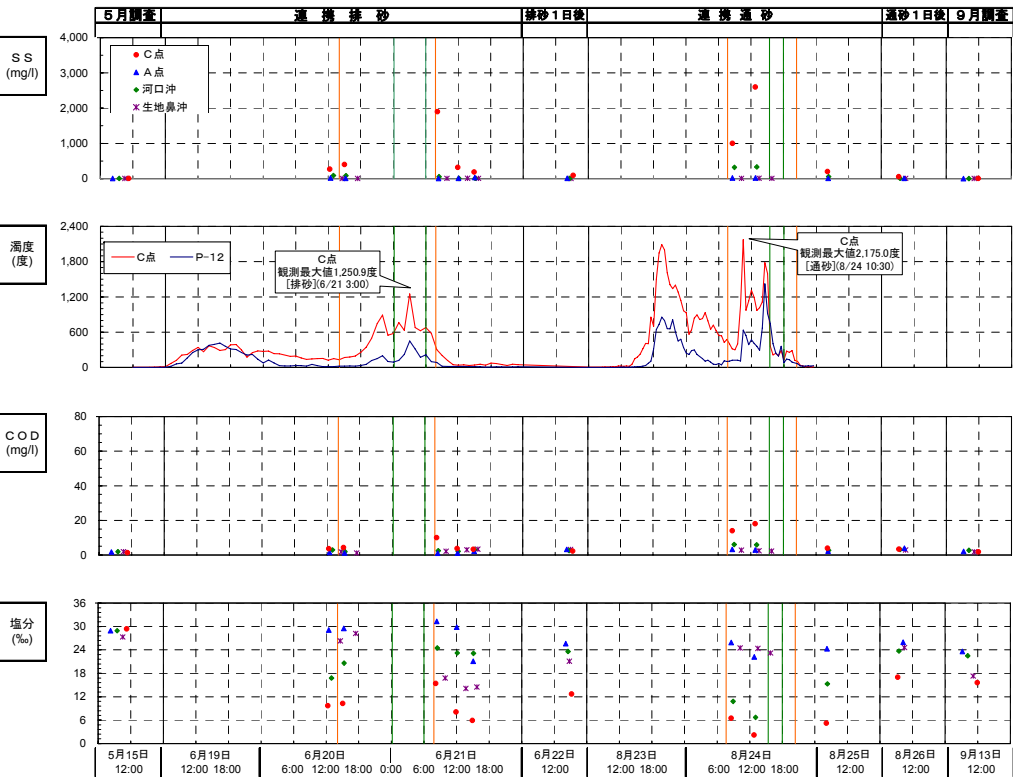 ５月調査 連携排砂 排砂１日後 連携通砂 通砂１日後 ９月調査
ＳＳ
(mg/l)
4,000
3,000
2,000
1,000
0
C点
A点
河口沖
生地鼻沖
濁度
(度)
2,400
1,800
1,200
600
0
C点 P-12
C点
観測最大値1,250.9度
[排砂](6/21 3:00)
C点
観測最大値2,175.0度
[通砂](8/24 10:30)
ＣＯＤ
(mg/l)
80
60
40
20
0
塩分
(‰)
36
30
24
18
12
6
0
5月15日 6月19日 6月20日 6月21日 6月22日 8月23日 8月24日 8月25日 8月26日 9月13日
12:00 12:00 18:00 6:00 12:00 18:00 0:00 6:00 12:00 18:00 12:00 12:00 18:00 6:00 12:00 18:00 12:00 12:00 12:00